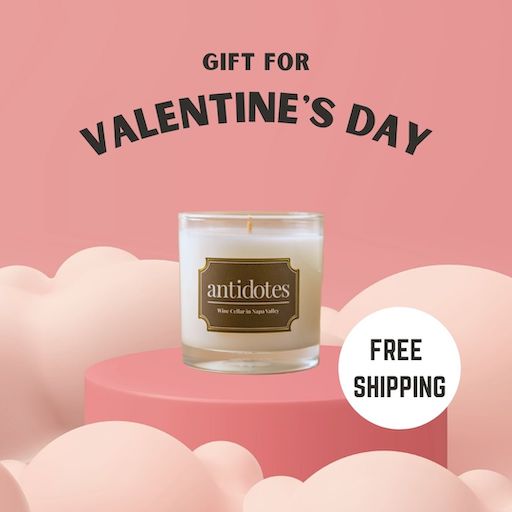 GIFT FOR
VALENTINE'S DAY
antidotes
Wine Cellar in Napa Valley
FREE
SHIPPING